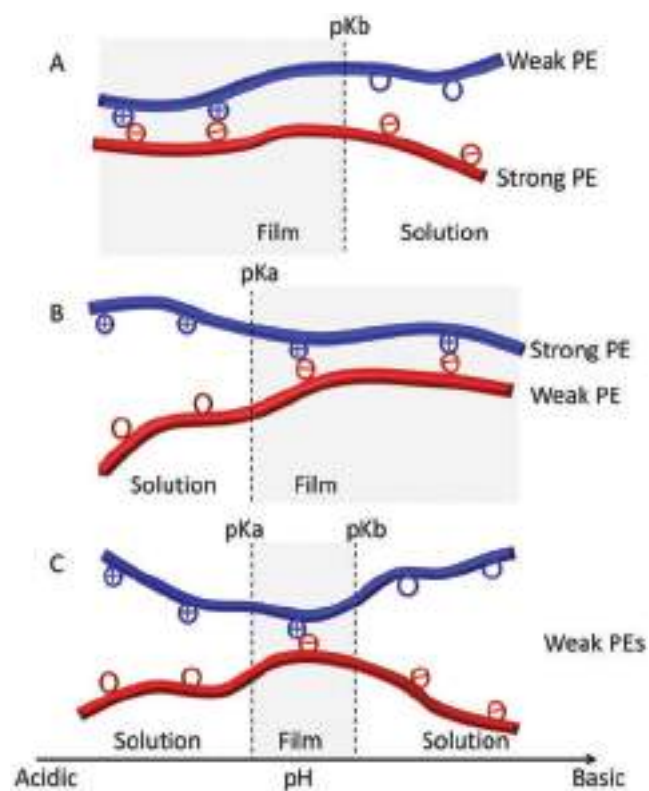 pKb
A
Weak PE
Strong PE
Film
Solution
pKa
B
Strong PE
Weak PE
Solution
Film
pKa
pKb
C
Weak PEs
Solution
Film
Solution
Acidic
pH
Basic